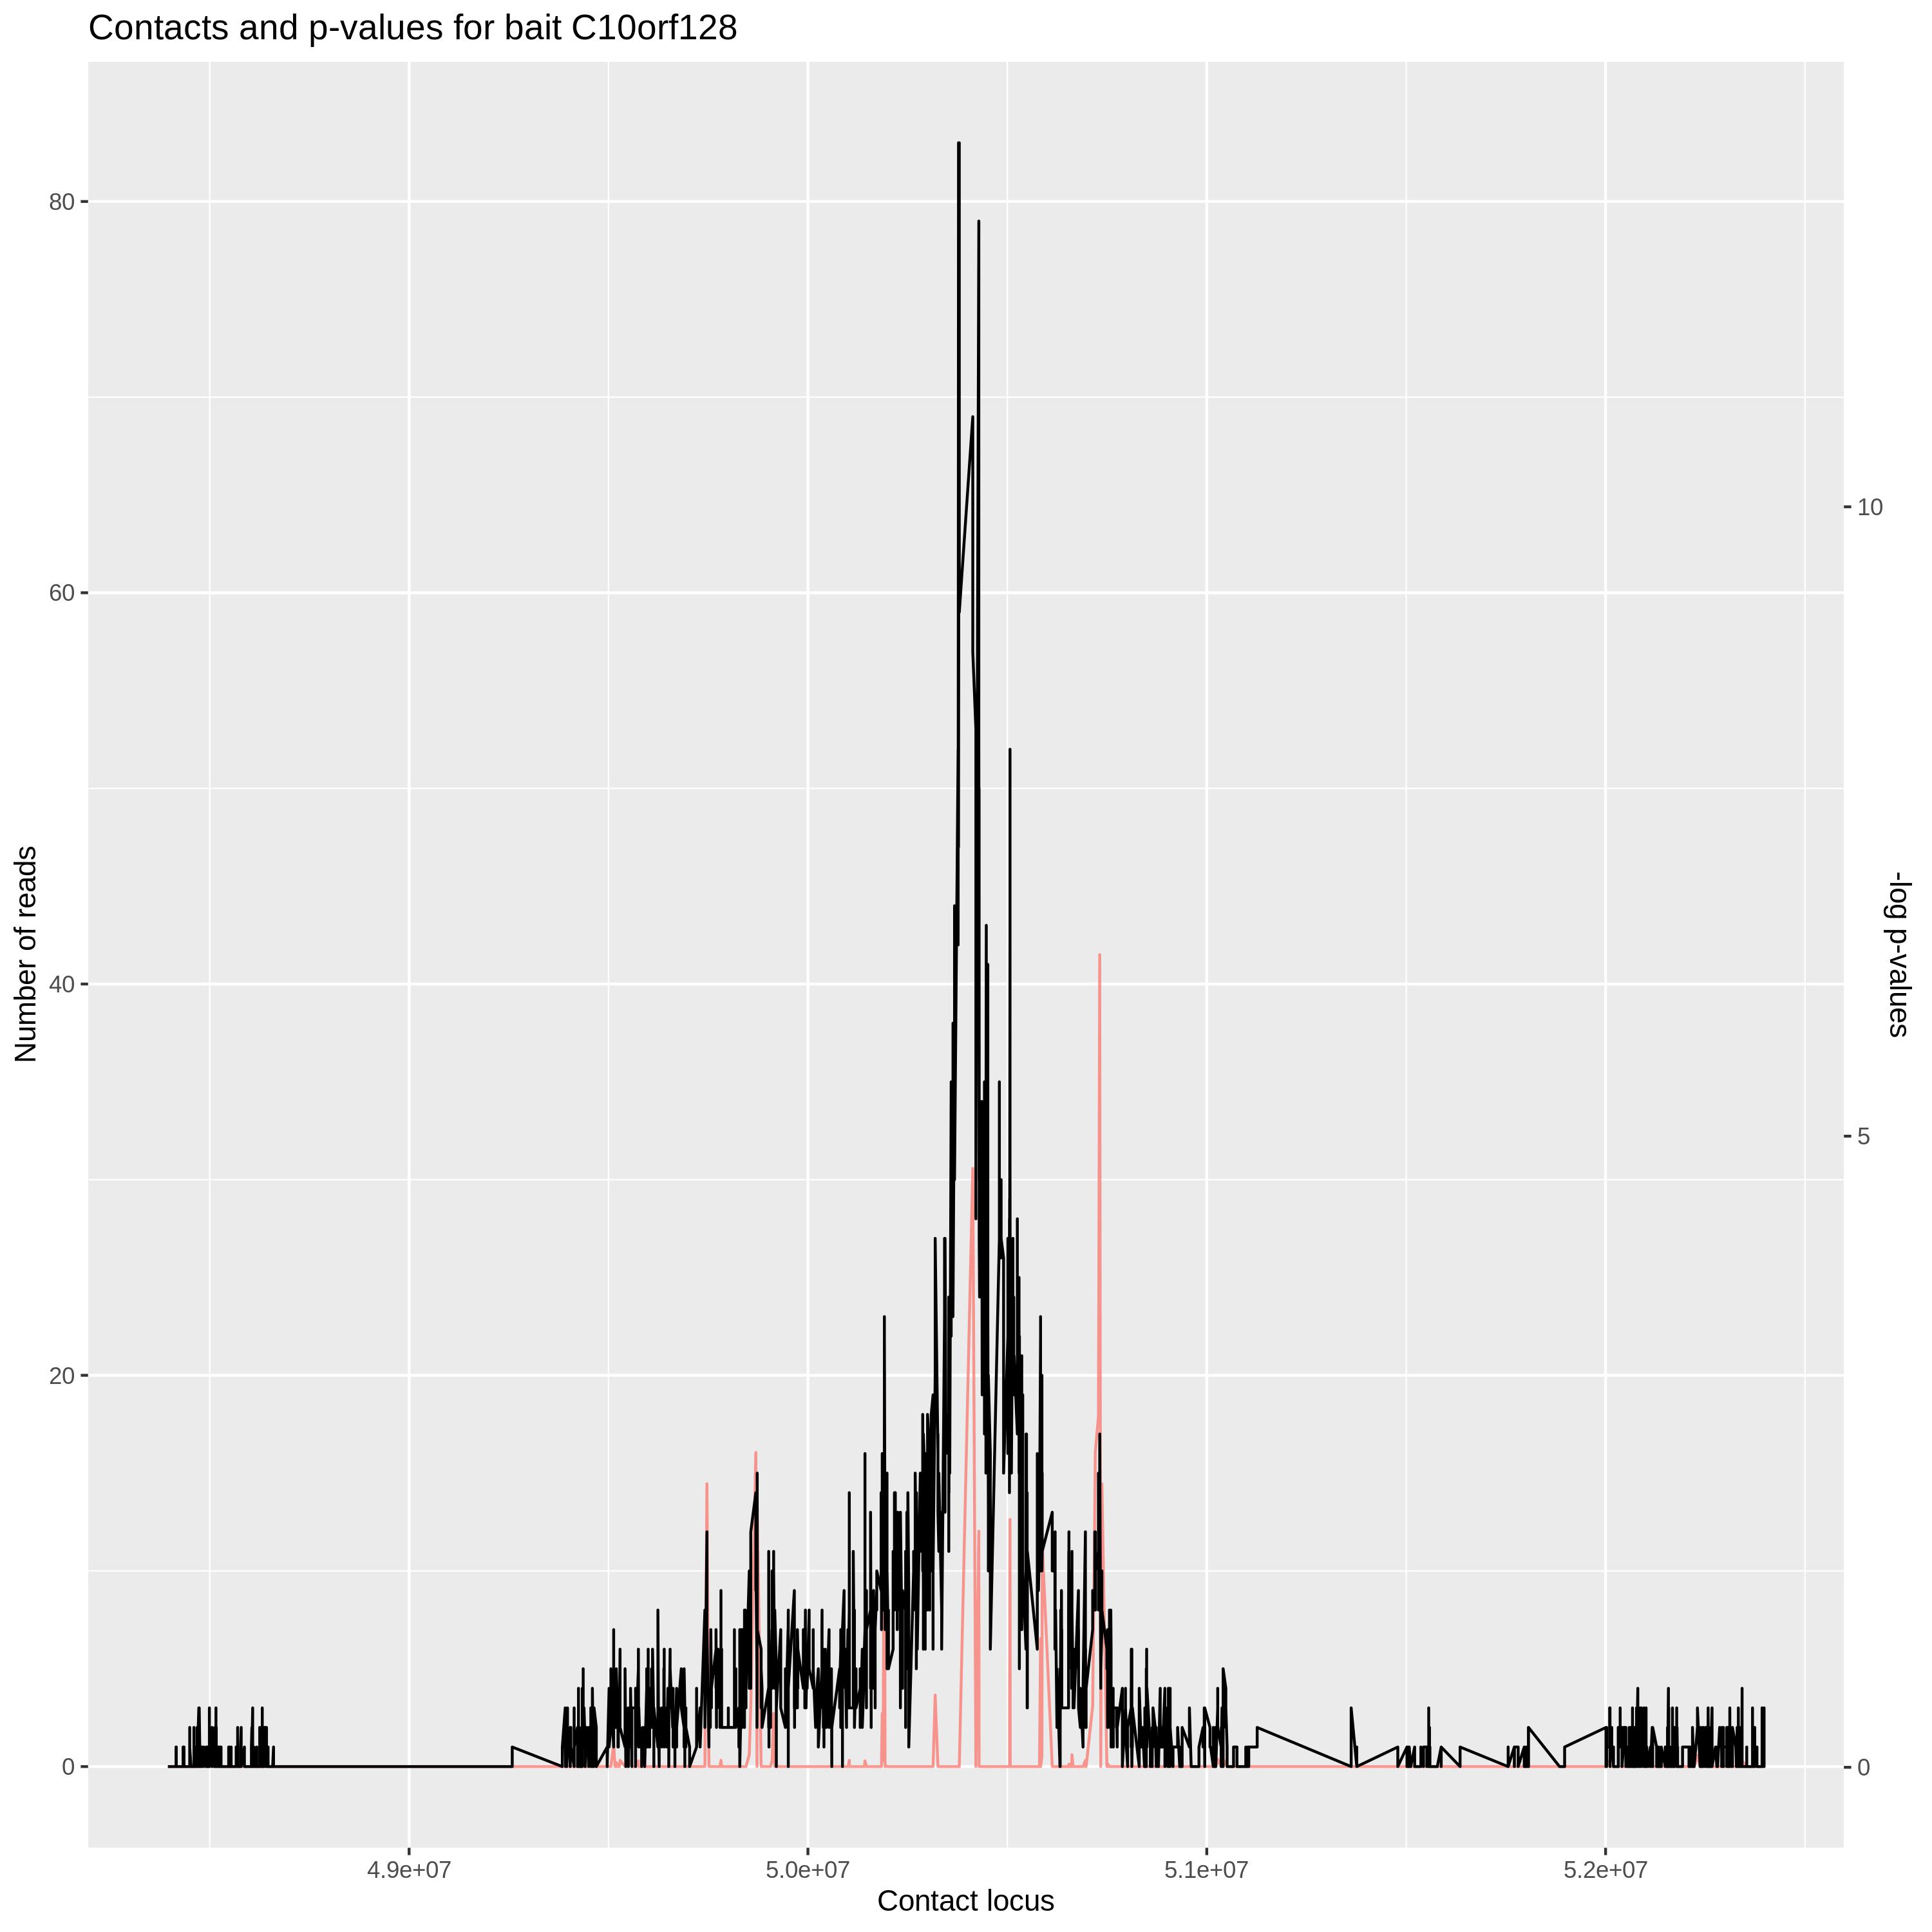 Contacts and p-values for bait C10orf128
80
60
40
20
0
Number of reads
10
5
0
-log p-values
4.9e+07 5.0e+07 5.1e+07 5.2e+07
Contact locus